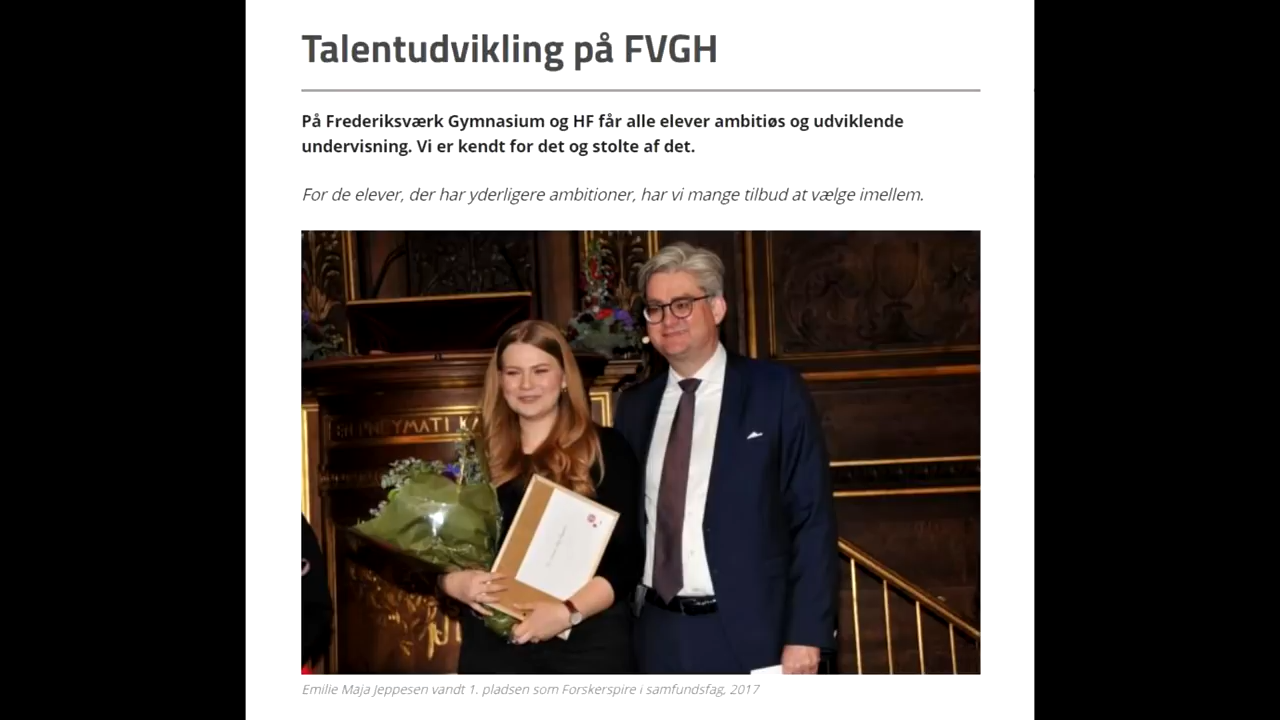 Talentudvikling på FVGH
På Frederiksværk Gymnasium og HF får alle elever ambitiøs og udviklende
undervisning. Vi er kendt for det og stolte af det.
For de elever, der har yderligere ambitioner, har vi mange tilbud at vælge imellem.
Emilie Maja Jeppesen vandt 1. pladsen som Forskerspire i samfundsfag, 2017